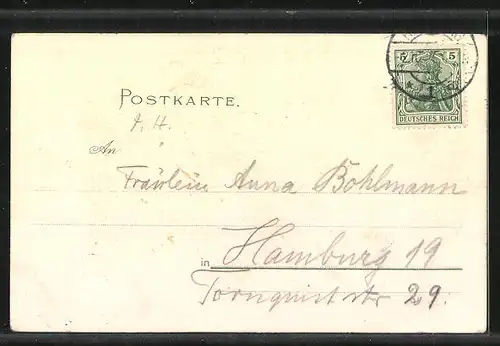 5 5
DEUTSCHES REICH
POSTKARTE.
An
Fräulein Anna Bohlmann
in Hamburg 19
Tornquiststr 29.